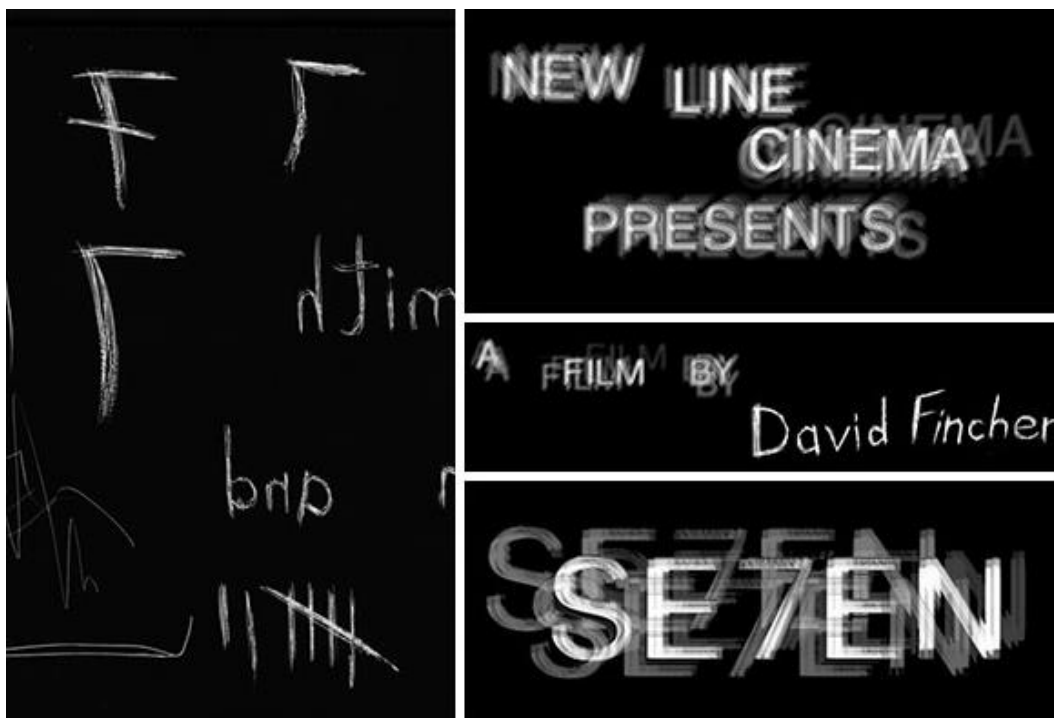 NEW LINE
CINEMA
PRESENTS
A FILM BY
David Fincher
SE7EN